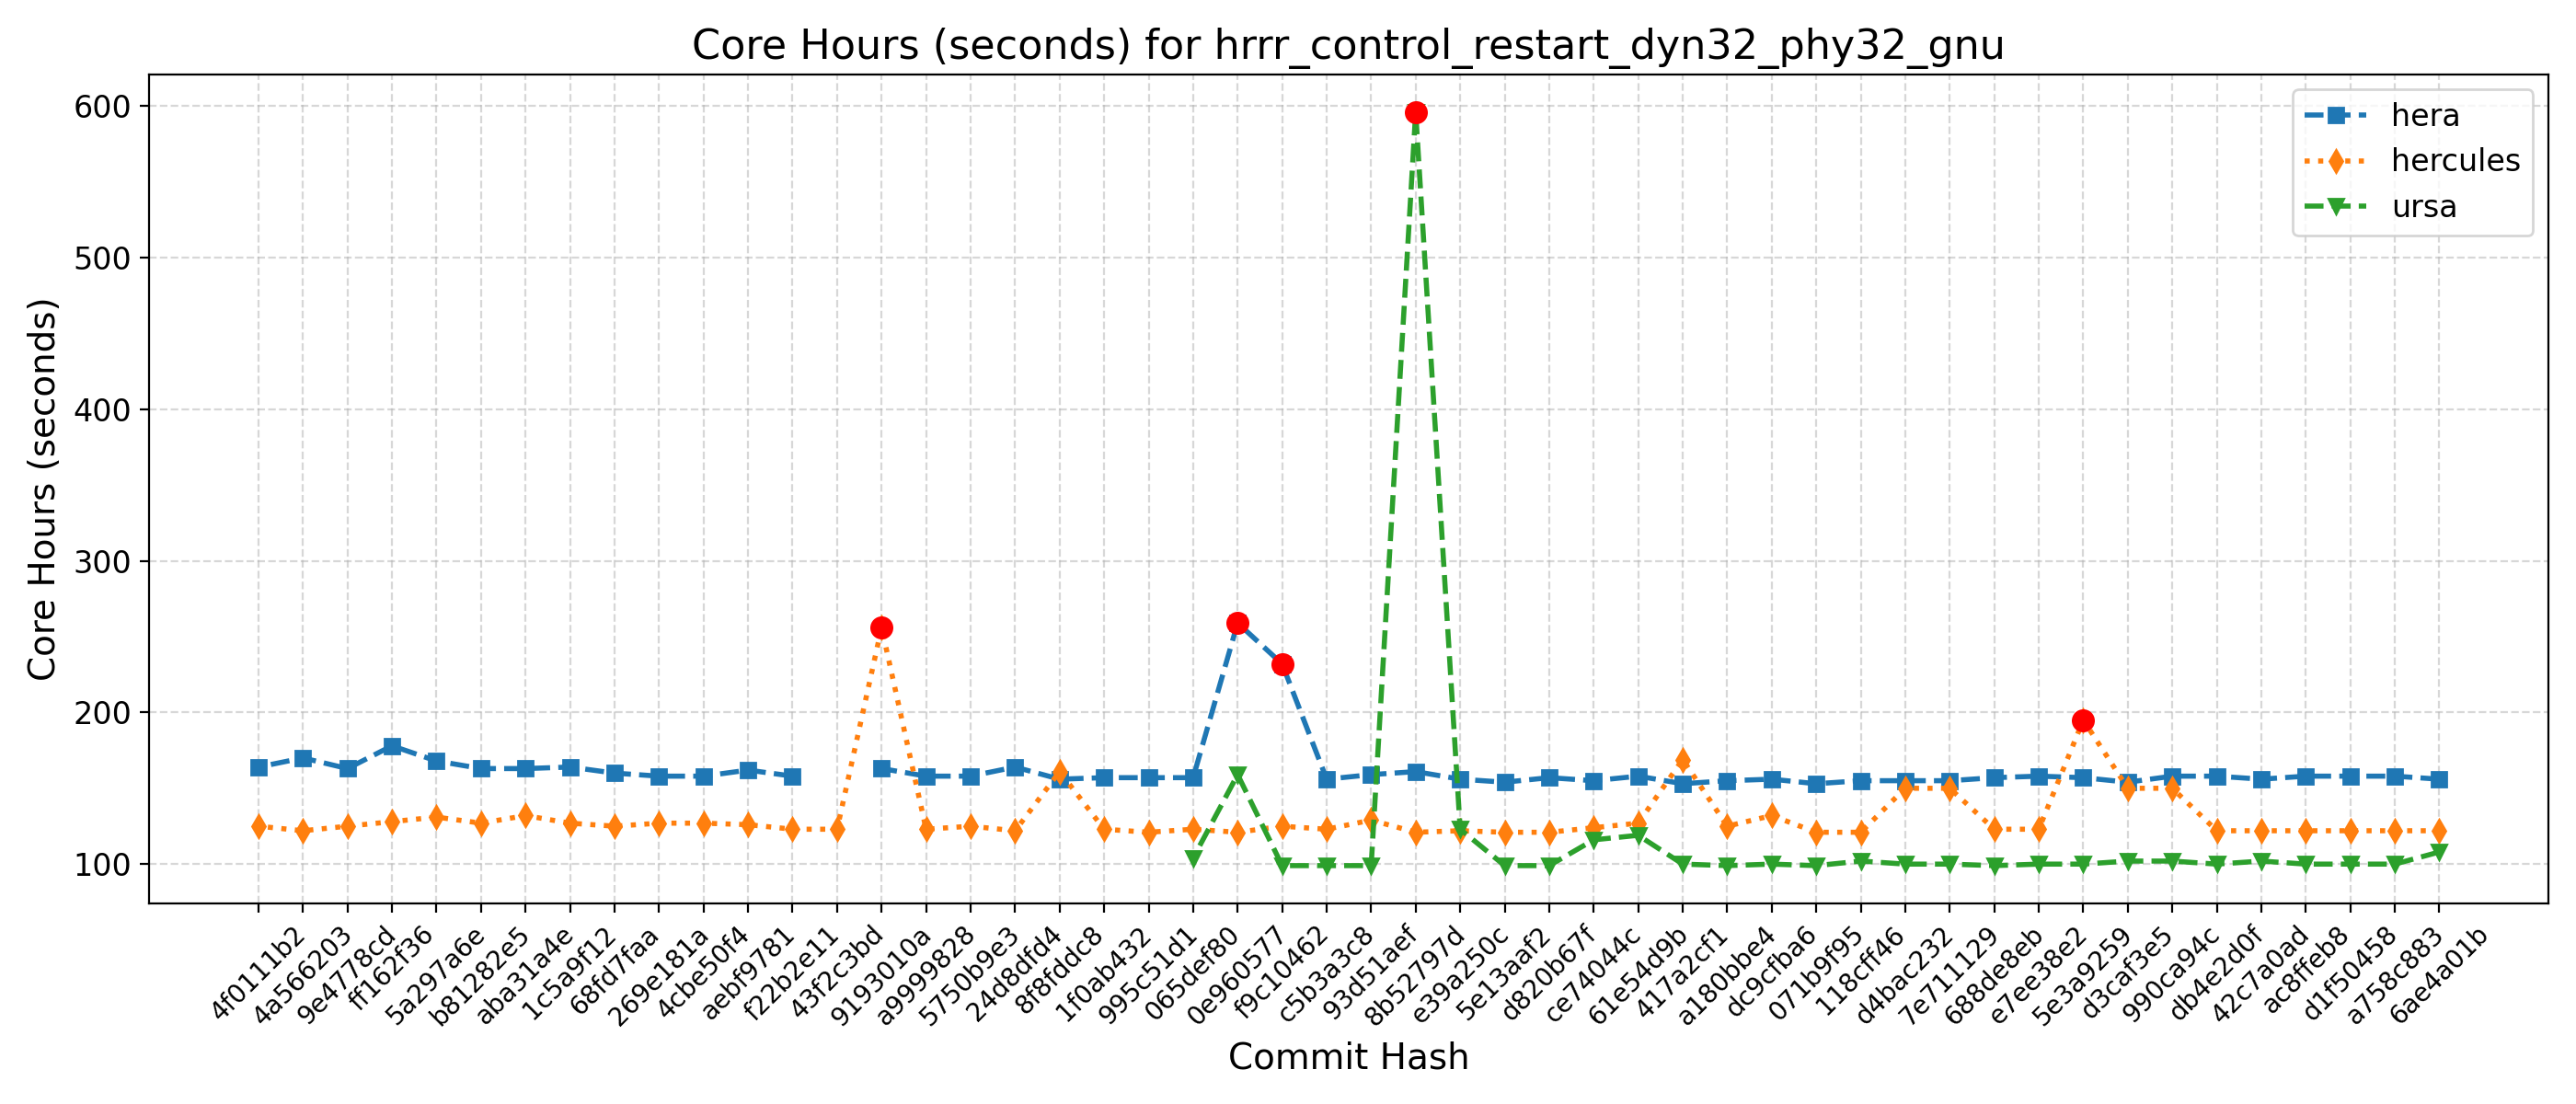 Core Hours (seconds) for hrrr_control_restart_dyn32_phy32_gnu
hera
hercules
ursa
600
500
400
300
200
100
Core Hours (seconds)
4f0111b2
4a566203
9e4778cd
ff162f36
5a297a6e
b81282e5
aba31a4e
1c5a9f12
68fd7faa
269e181a
4cbe50f4
aebf9781
f22b2e11
43f2c3bd
9193010a
a9999828
5750b9e3
24d8dfd4
8f8fddc8
1f0ab432
995c51d1
065def80
0e960577
f9c10462
c5b3a3c8
93d51aef
8b52797d
e39a250c
5e13aaf2
d820b67f
ce74044c
61e54d9b
417a2cf1
a180bbe4
dc9cfba6
071b9f95
118cff46
d4bac232
7e711129
688de8eb
e7ee38e2
5e3a9259
d3caf3e5
990ca94c
db4e2d0f
42c7a0ad
ac8ffeb8
d1f50458
a758c883
6ae4a01b
Commit Hash